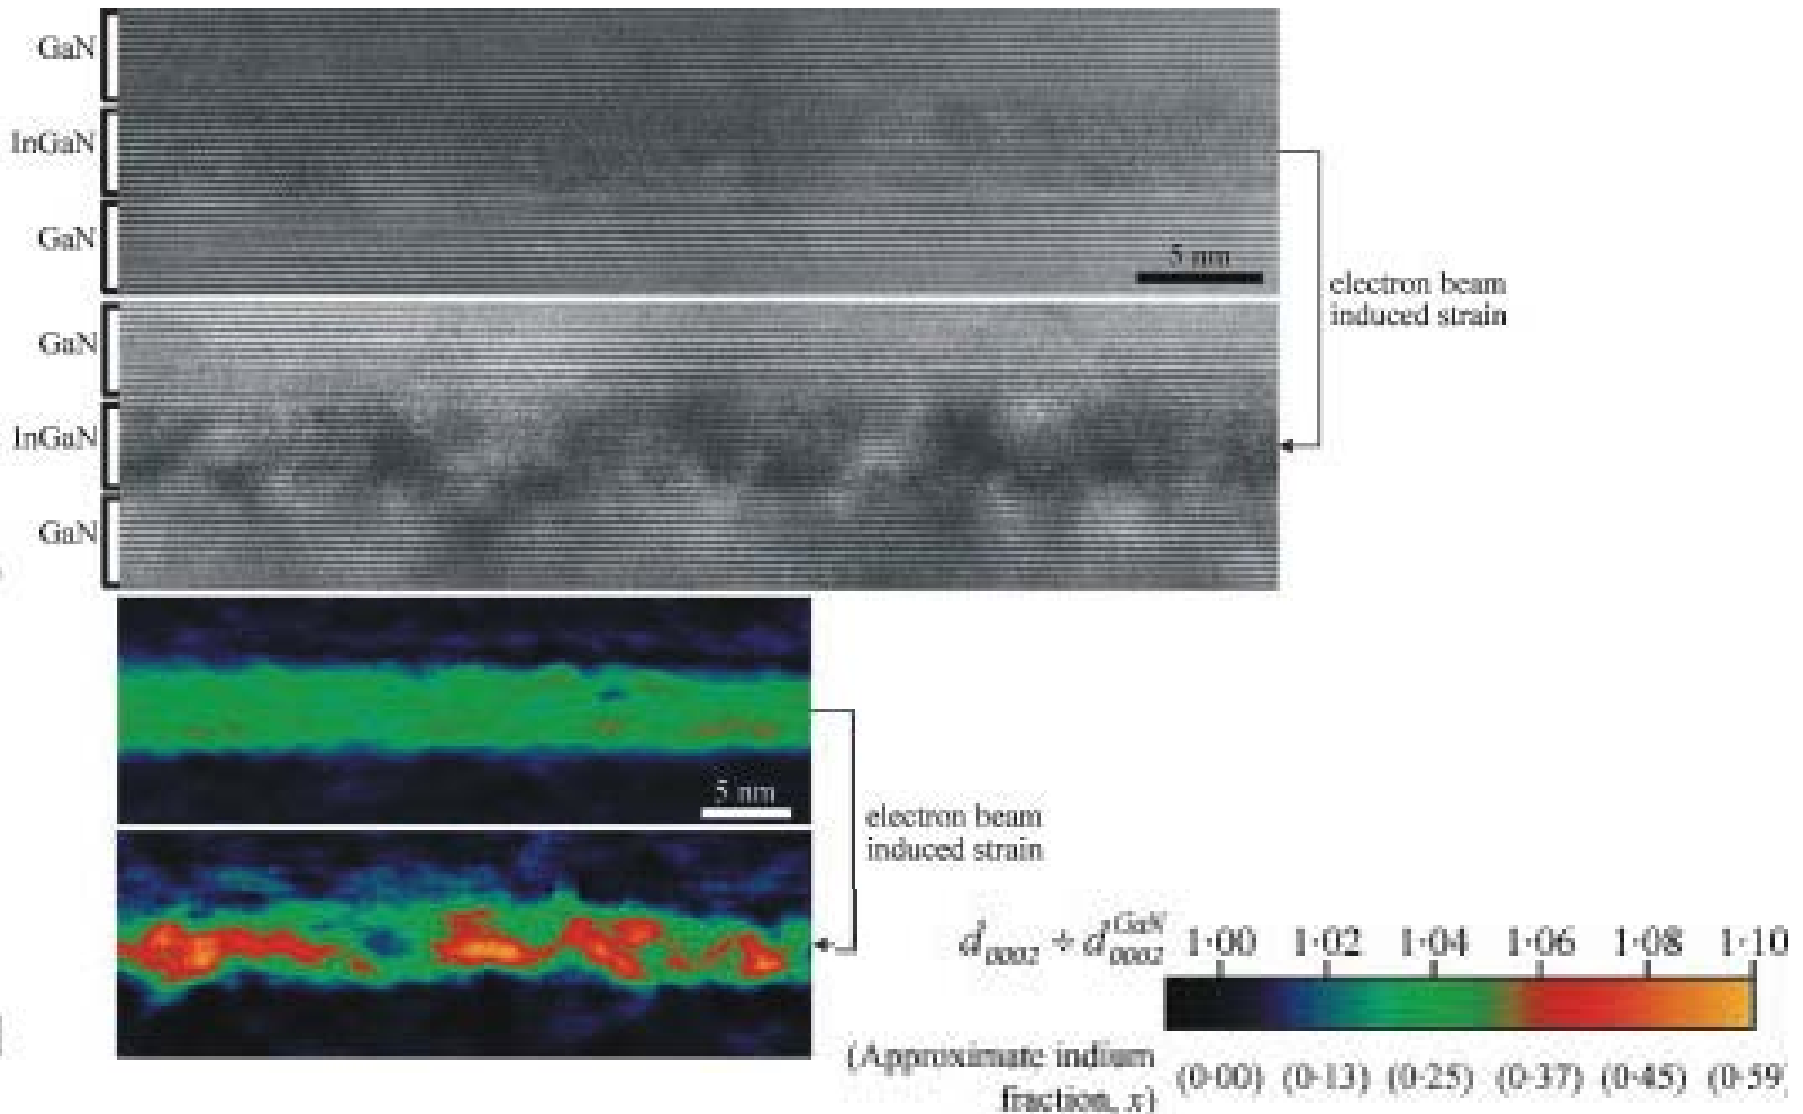 GaN
InGaN
GaN
5 nm
electron beam
induced strain
GaN
InGaN
GaN
5 nm
electron beam
induced strain
d₀₀₀₂ ÷ d₀₀₀₂^GaN 1·00 1·02 1·04 1·06 1·08 1·10
(Approximate indium
fraction, x) (0·00) (0·13) (0·25) (0·37) (0·45) (0·59